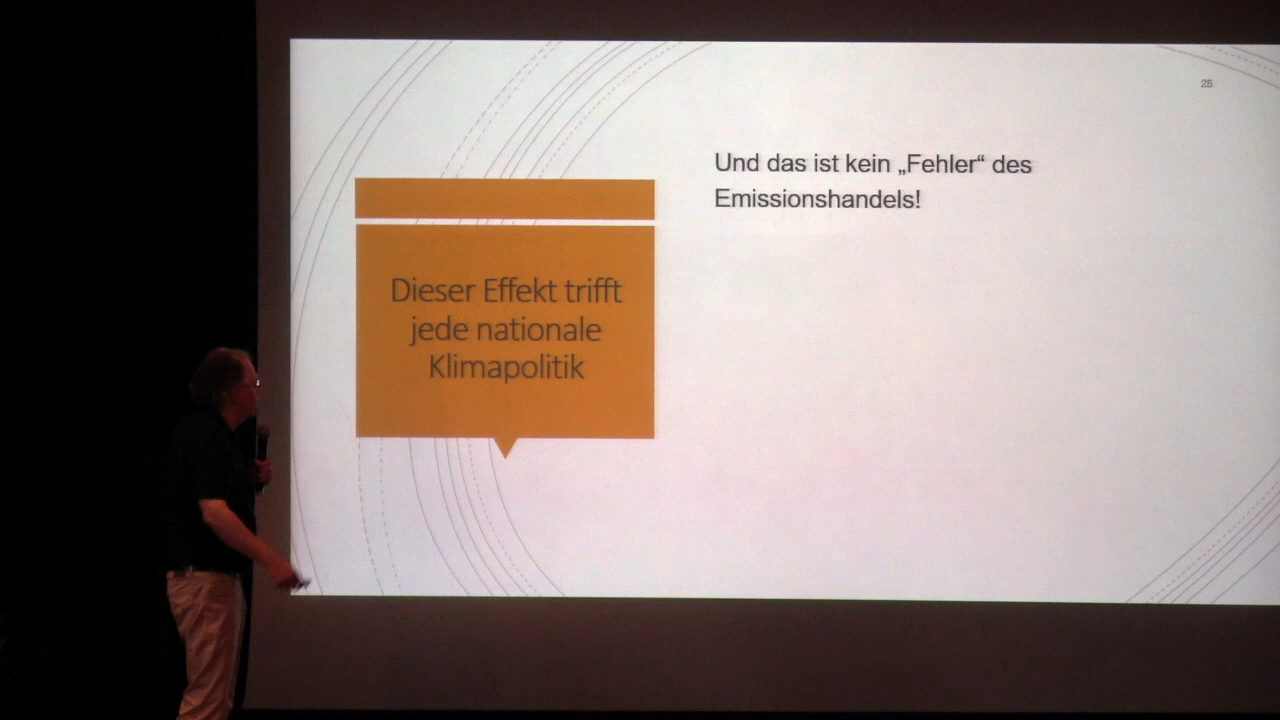 25
Und das ist kein „Fehler“ des
Emissionshandels!
Dieser Effekt trifft
jede nationale
Klimapolitik